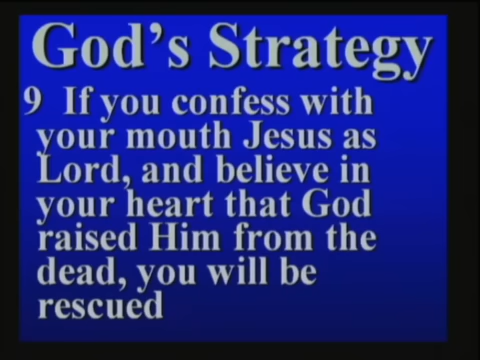 God's Strategy
9 If you confess with
your mouth Jesus as
Lord, and believe in
your heart that God
raised Him from the
dead, you will be
rescued